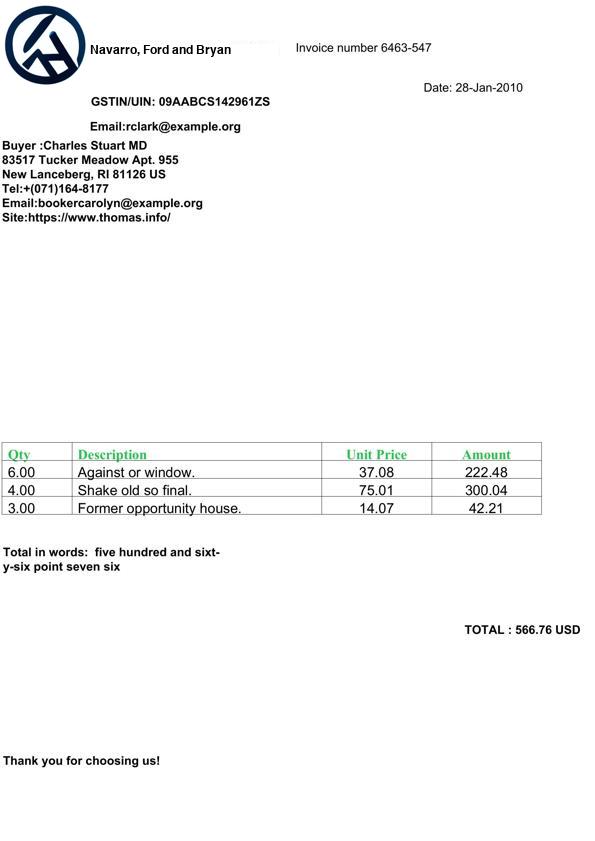 Navarro, Ford and Bryan
Invoice number 6463-547
Date: 28-Jan-2010
GSTIN/UIN: 09AABCS142961ZS
Email:rclark@example.org
Buyer :Charles Stuart MD
83517 Tucker Meadow Apt. 955
New Lanceberg, RI 81126 US
Tel:+(071)164-8177
Email:bookercarolyn@example.org
Site:https://www.thomas.info/
Qty Description Unit Price Amount
6.00 Against or window. 37.08 222.48
4.00 Shake old so final. 75.01 300.04
3.00 Former opportunity house. 14.07 42.21
Total in words:  five hundred and sixt-
y-six point seven six
TOTAL : 566.76 USD
Thank you for choosing us!